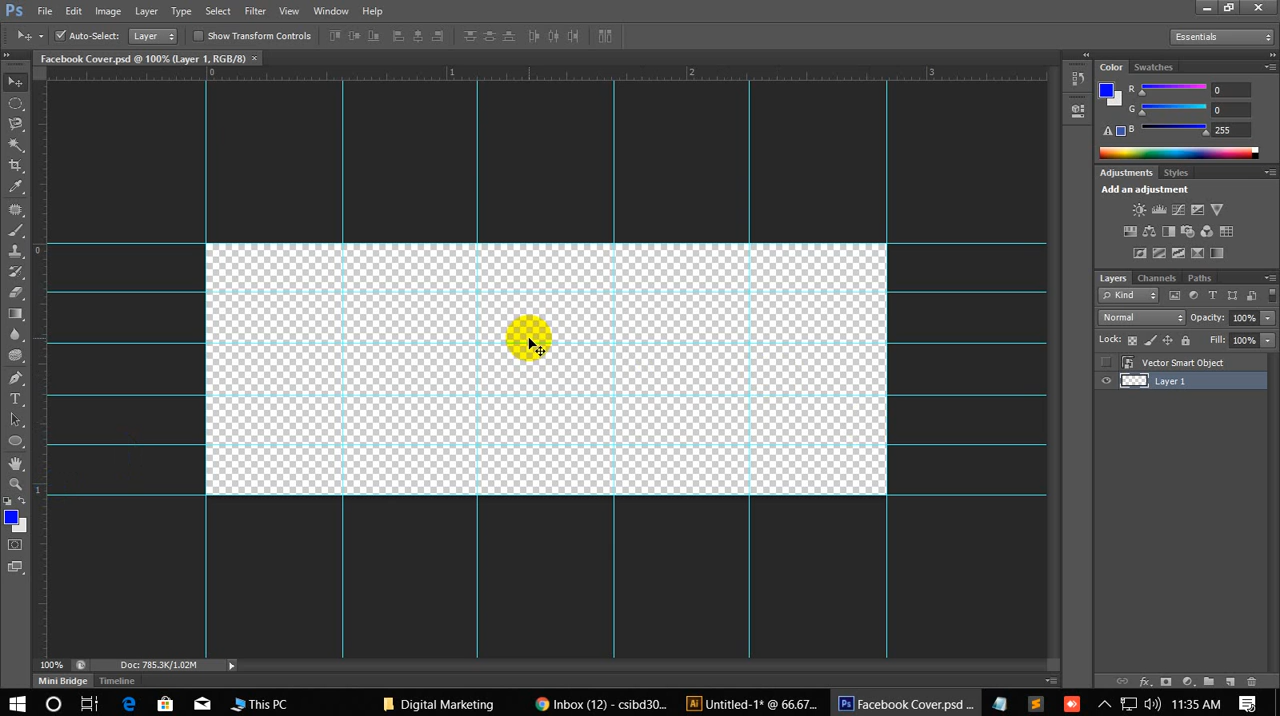 Ps File Edit Image Layer Type Select Filter View Window Help
Auto-Select: Layer Show Transform Controls Essentials
Facebook Cover.psd @ 100% (Layer 1, RGB/8) ×
0 1 2 3
0
1
Color Swatches
R 0
G 0
B 255
Adjustments Styles
Add an adjustment
Layers Channels Paths
Kind
Normal Opacity: 100%
Lock: Fill: 100%
Vector Smart Object
Layer 1
100% Doc: 785.3K/1.02M
Mini Bridge Timeline
This PC Digital Marketing Inbox (12) - csibd30... Ai Untitled-1* @ 66.67... Ps Facebook Cover.psd ... 11:35 AM